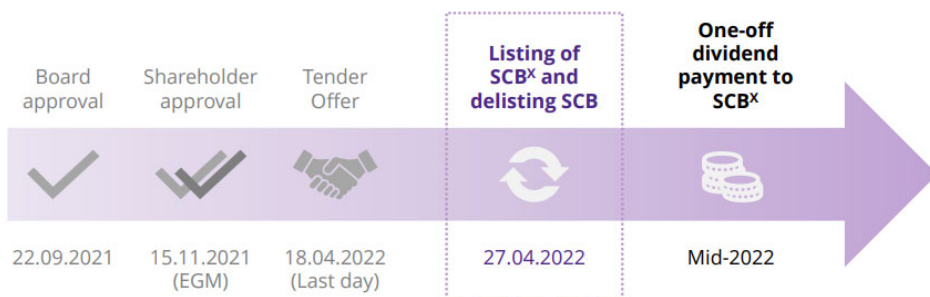 Board
approval
Shareholder
approval
Tender
Offer
Listing of
SCBX and
delisting SCB
One-off
dividend
payment to
SCBX
22.09.2021
15.11.2021
(EGM)
18.04.2022
(Last day)
27.04.2022
Mid-2022